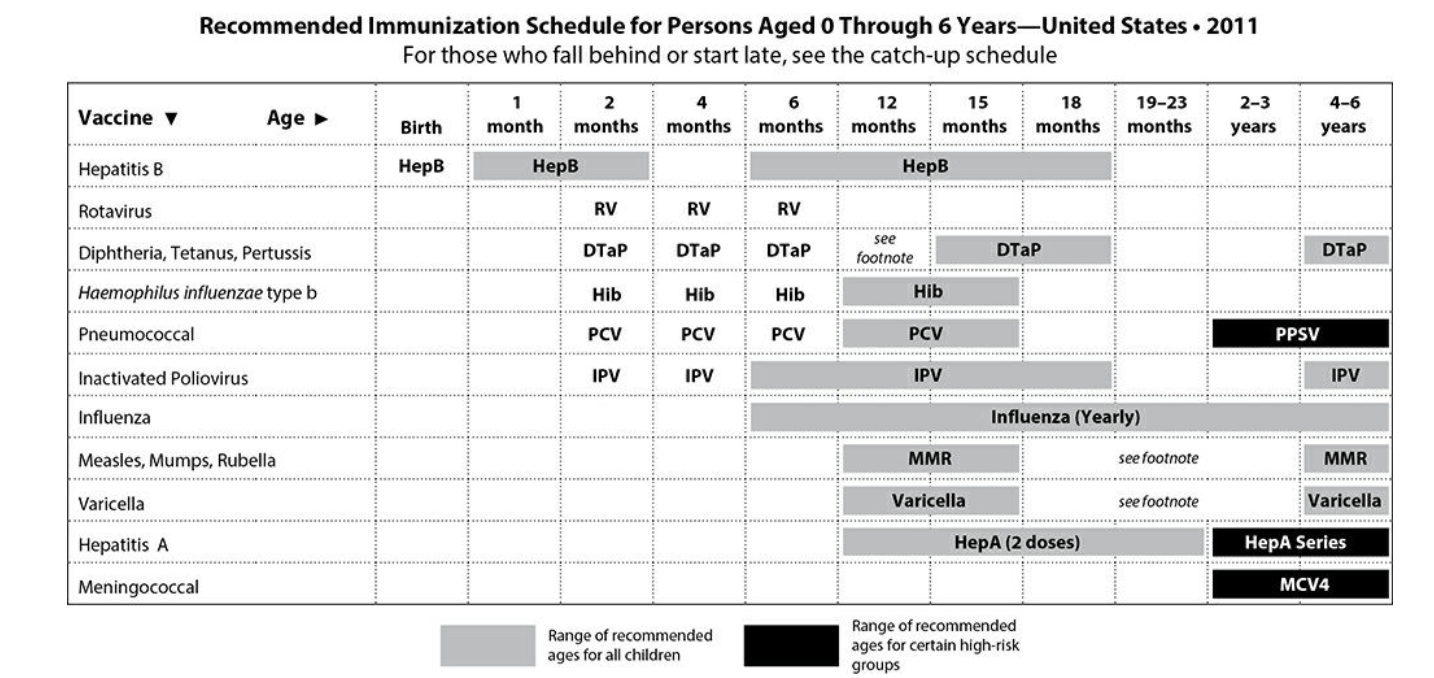 Recommended Immunization Schedule for Persons Aged 0 Through 6 Years—United States • 2011
For those who fall behind or start late, see the catch-up schedule
Vaccine ▼ Age ► Birth 1 month 2 months 4 months 6 months 12 months 15 months 18 months 19–23 months 2–3 years 4–6 years
Hepatitis B HepB HepB HepB
Rotavirus RV RV RV
Diphtheria, Tetanus, Pertussis DTaP DTaP DTaP see footnote DTaP DTaP
Haemophilus influenzae type b Hib Hib Hib Hib
Pneumococcal PCV PCV PCV PCV PPSV
Inactivated Poliovirus IPV IPV IPV IPV
Influenza Influenza (Yearly)
Measles, Mumps, Rubella MMR see footnote MMR
Varicella Varicella see footnote Varicella
Hepatitis A HepA (2 doses) HepA Series
Meningococcal MCV4
Range of recommended
ages for all children
Range of recommended
ages for certain high-risk
groups